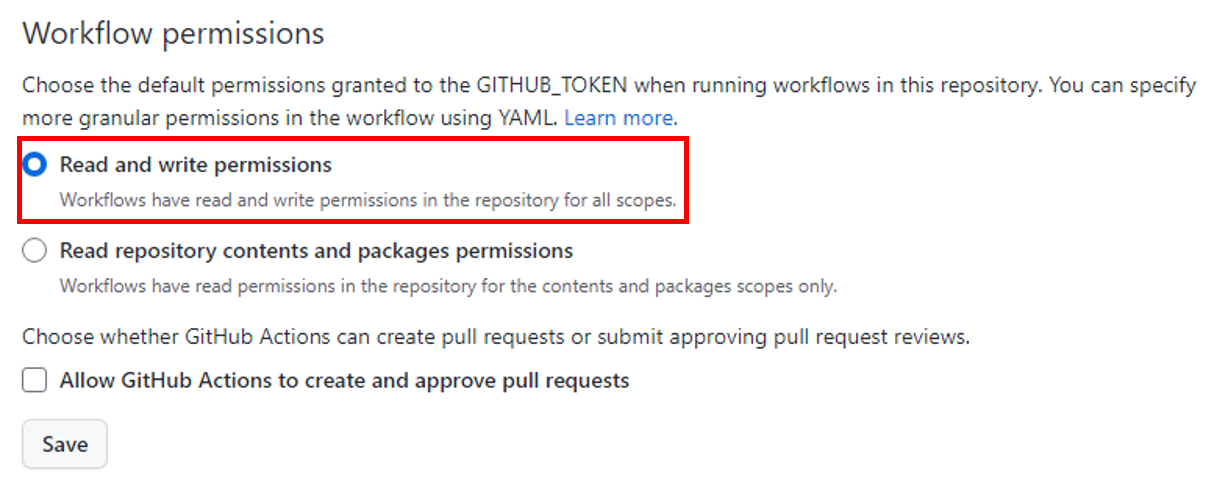 Workflow permissions
Choose the default permissions granted to the GITHUB_TOKEN when running workflows in this repository. You can specify
more granular permissions in the workflow using YAML. Learn more.
Read and write permissions
Workflows have read and write permissions in the repository for all scopes.
Read repository contents and packages permissions
Workflows have read permissions in the repository for the contents and packages scopes only.
Choose whether GitHub Actions can create pull requests or submit approving pull request reviews.
Allow GitHub Actions to create and approve pull requests
Save